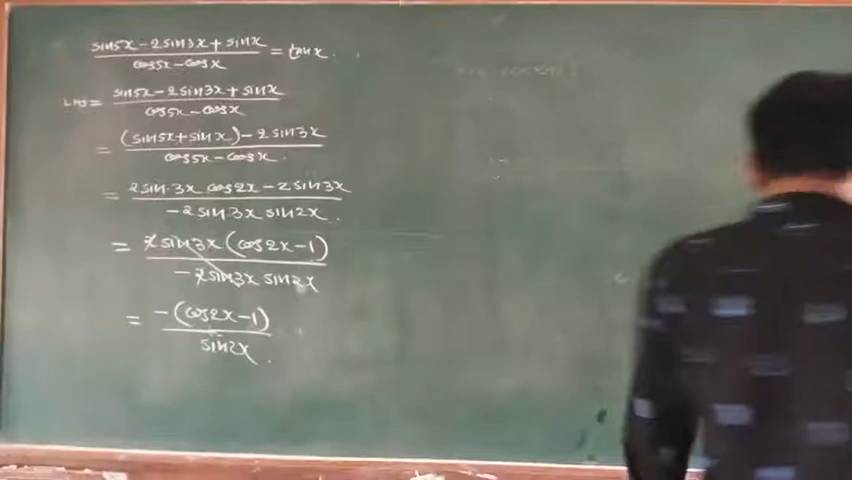 (sin5x - 2sin3x + sinx)/(cos5x - cosx) = tanx.
LHS = (sin5x - 2sin3x + sinx)/(cos5x - cosx)
= ((sin5x + sinx) - 2sin3x)/(cos5x - cosx).
= (2sin3x cos2x - 2sin3x)/(-2sin3x sin2x).
= (2sin3x(cos2x-1))/(-2sin3x sin2x)
= (-(cos2x-1))/(sin2x).